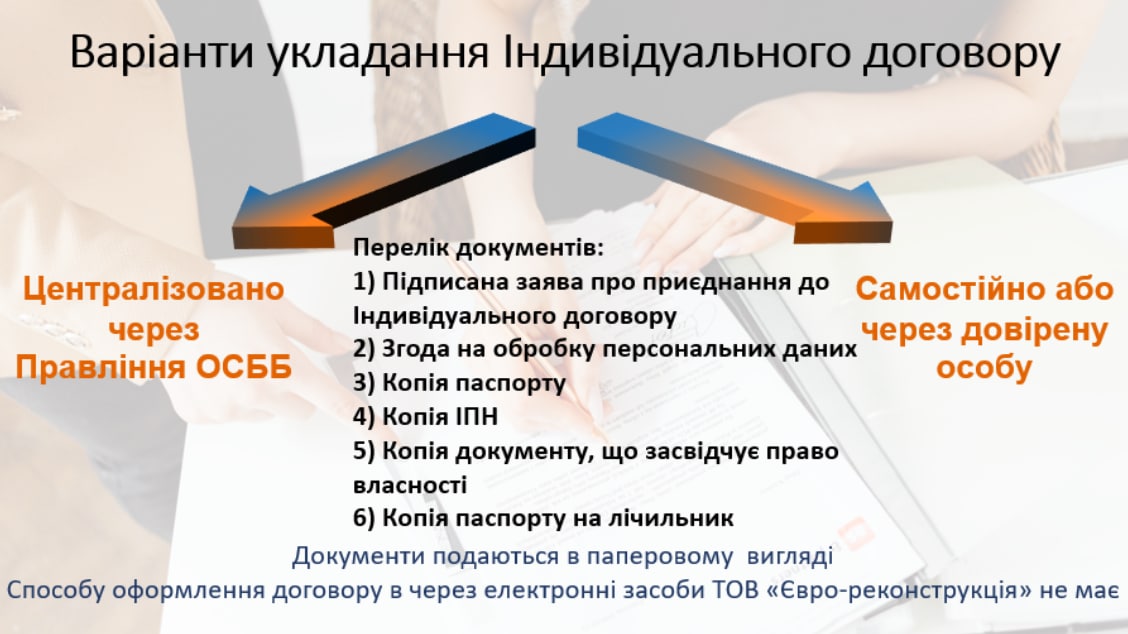 Варіанти укладання Індивідуального договору
Централізовано
через
Правління ОСББ
Перелік документів:
1) Підписана заява про приєднання до
Індивідуального договору
2) Згода на обробку персональних даних
3) Копія паспорту
4) Копія ІПН
5) Копія документу, що засвідчує право
власності
6) Копія паспорту на лічильник
Самостійно або
через довірену
особу
Документи подаються в паперовому вигляді
Способу оформлення договору в через електронні засоби ТОВ «Євро-реконструкція» не має